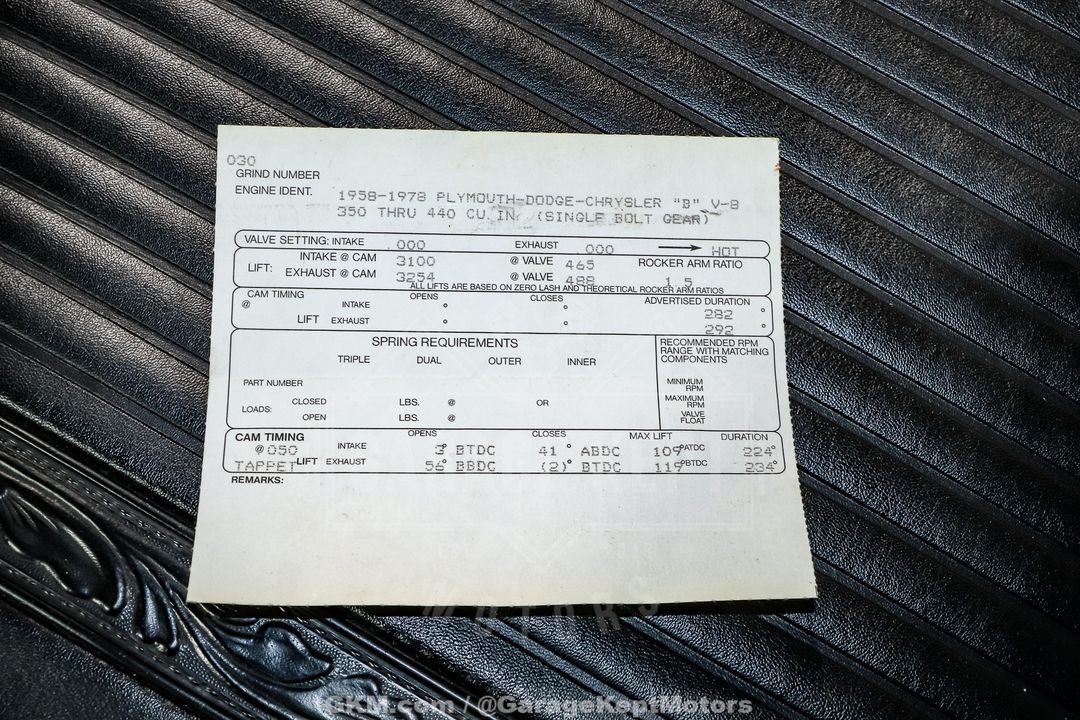 030
GRIND NUMBER
ENGINE IDENT. 1958-1978 PLYMOUTH-DODGE-CHRYSLER "B" V-8
350 THRU 440 CU. IN. (SINGLE BOLT GEAR)
VALVE SETTING: INTAKE .000 EXHAUST .000 → HOT
LIFT: INTAKE @ CAM 3100 @ VALVE 465 ROCKER ARM RATIO
EXHAUST @ CAM 3254 @ VALVE 488 1.5
ALL LIFTS ARE BASED ON ZERO LASH AND THEORETICAL ROCKER ARM RATIOS
CAM TIMING OPENS CLOSES ADVERTISED DURATION
@ INTAKE ° ° 282 °
LIFT EXHAUST ° ° 292 °
SPRING REQUIREMENTS RECOMMENDED RPM RANGE WITH MATCHING COMPONENTS
TRIPLE DUAL OUTER INNER
PART NUMBER MINIMUM RPM
LOADS: CLOSED LBS. @ OR MAXIMUM RPM
OPEN LBS. @ VALVE FLOAT
CAM TIMING OPENS CLOSES MAX LIFT DURATION
@050 INTAKE 3° BTDC 41 ° ABDC 109° ATDC 224°
TAPPET LIFT EXHAUST 56° BBDC (2)° BTDC 119° BTDC 234°
REMARKS:
MOTORS
GKM.com / @GarageKeptMotors